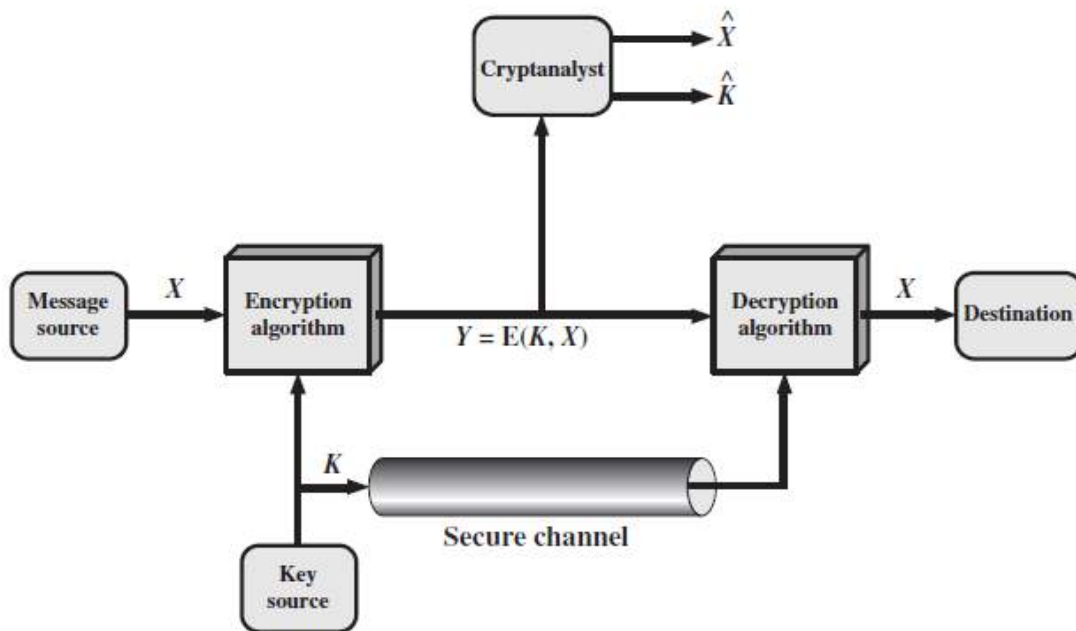 X̂
Cryptanalyst
K̂
Message
source
X
Encryption
algorithm
Y = E(K, X)
Decryption
algorithm
X
Destination
K
Secure channel
Key
source